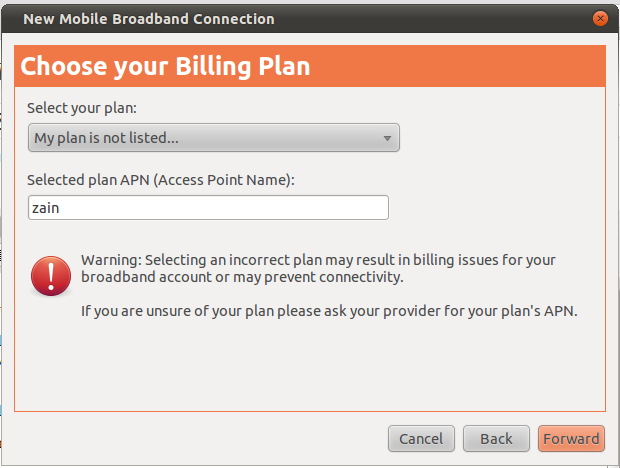 New Mobile Broadband Connection
Choose your Billing Plan
Select your plan:
My plan is not listed...
Selected plan APN (Access Point Name):
zain
Warning: Selecting an incorrect plan may result in billing issues for your
broadband account or may prevent connectivity.
If you are unsure of your plan please ask your provider for your plan's APN.
Cancel Back Forward